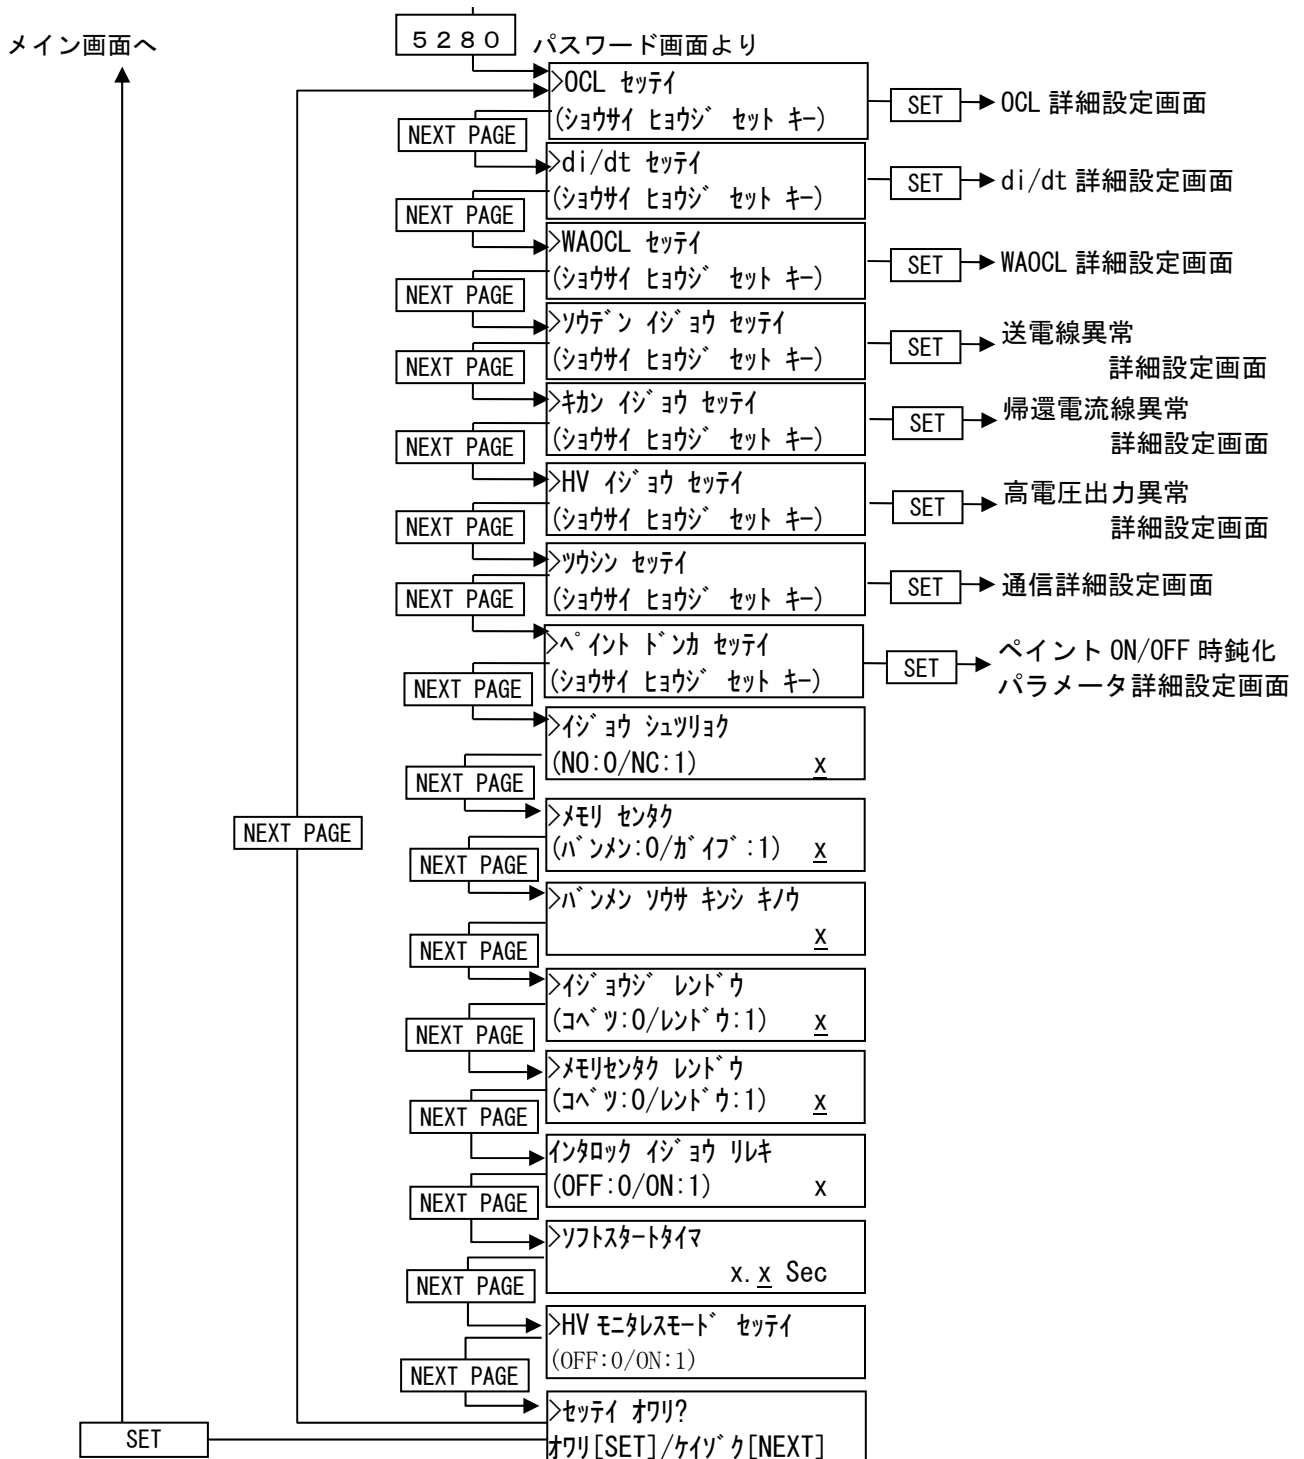 ５２８０
メイン画面へ
パスワード画面より
>OCL ｾｯﾃｲ
(ｼｮｳｻｲ ﾋｮｳｼﾞ ｾｯﾄ ｷｰ)
SET
OCL 詳細設定画面
NEXT PAGE
>di/dt ｾｯﾃｲ
(ｼｮｳｻｲ ﾋｮｳｼﾞ ｾｯﾄ ｷｰ)
SET
di/dt 詳細設定画面
NEXT PAGE
>WAOCL ｾｯﾃｲ
(ｼｮｳｻｲ ﾋｮｳｼﾞ ｾｯﾄ ｷｰ)
SET
WAOCL 詳細設定画面
NEXT PAGE
>ｿｳﾃﾞﾝ ｲｼﾞｮｳ ｾｯﾃｲ
(ｼｮｳｻｲ ﾋｮｳｼﾞ ｾｯﾄ ｷｰ)
SET
送電線異常
詳細設定画面
NEXT PAGE
>ｷｶﾝ ｲｼﾞｮｳ ｾｯﾃｲ
(ｼｮｳｻｲ ﾋｮｳｼﾞ ｾｯﾄ ｷｰ)
SET
帰還電流線異常
詳細設定画面
NEXT PAGE
>HV ｲｼﾞｮｳ ｾｯﾃｲ
(ｼｮｳｻｲ ﾋｮｳｼﾞ ｾｯﾄ ｷｰ)
SET
高電圧出力異常
詳細設定画面
NEXT PAGE
>ﾂｳｼﾝ ｾｯﾃｲ
(ｼｮｳｻｲ ﾋｮｳｼﾞ ｾｯﾄ ｷｰ)
SET
通信詳細設定画面
NEXT PAGE
>ﾍﾟｲﾝﾄ ﾄﾞﾝｶ ｾｯﾃｲ
(ｼｮｳｻｲ ﾋｮｳｼﾞ ｾｯﾄ ｷｰ)
SET
ペイント ON/OFF 時鈍化
パラメータ詳細設定画面
NEXT PAGE
>ｲｼﾞｮｳ ｼｭﾂﾘｮｸ
(NO:0/NC:1) x
NEXT PAGE
>ﾒﾓﾘ ｾﾝﾀｸ
(ﾊﾞﾝﾒﾝ:0/ｶﾞｲﾌﾞ:1) x
NEXT PAGE
NEXT PAGE
>ﾊﾞﾝﾒﾝ ｿｳｻ ｷﾝｼ ｷﾉｳ
x
NEXT PAGE
>ｲｼﾞｮｳｼﾞ ﾚﾝﾄﾞｳ
(ｺﾍﾞﾂ:0/ﾚﾝﾄﾞｳ:1) x
NEXT PAGE
>ﾒﾓﾘｾﾝﾀｸ ﾚﾝﾄﾞｳ
(ｺﾍﾞﾂ:0/ﾚﾝﾄﾞｳ:1) x
NEXT PAGE
ｲﾝﾀﾛｯｸ ｲｼﾞｮｳ ﾘﾚｷ
(OFF:0/ON:1) x
NEXT PAGE
>ｿﾌﾄｽﾀｰﾄﾀｲﾏ
x.x Sec
NEXT PAGE
>HV ﾓﾆﾀﾚｽﾓｰﾄﾞ ｾｯﾃｲ
(OFF:0/ON:1)
NEXT PAGE
>ｾｯﾃｲ ｵﾜﾘ?
ｵﾜﾘ[SET]/ｹｲｿﾞｸ[NEXT]
SET